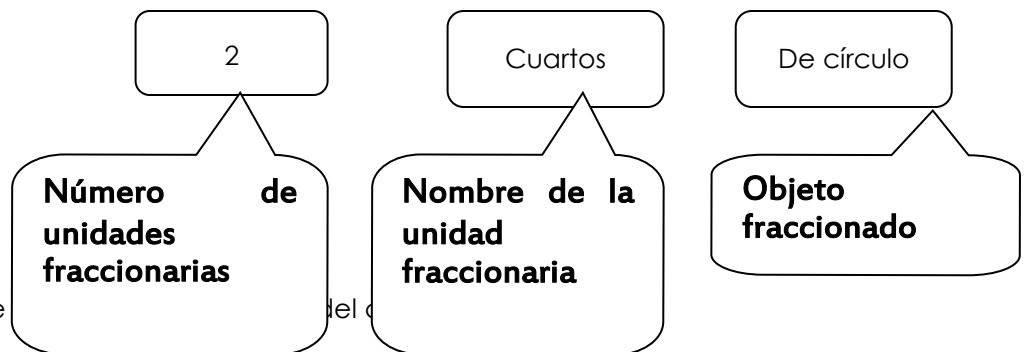 2
Cuartos
De círculo
Número de
unidades
fraccionarias
Nombre de la
unidad
fraccionaria
Objeto
fraccionado
del